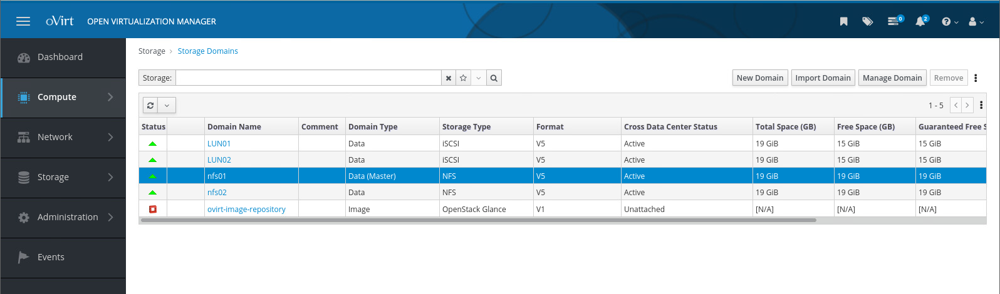 oVirt OPEN VIRTUALIZATION MANAGER 0 2
Dashboard
Compute
Network
Storage
Administration
Events
Storage > Storage Domains
Storage: New Domain Import Domain Manage Domain Remove
1 - 5
Status Domain Name Comment Domain Type Storage Type Format Cross Data Center Status Total Space (GB) Free Space (GB) Guaranteed Free S
LUN01 Data iSCSI V5 Active 19 GiB 15 GiB 15 GiB
LUN02 Data iSCSI V5 Active 19 GiB 15 GiB 15 GiB
nfs01 Data (Master) NFS V5 Active 19 GiB 19 GiB 19 GiB
nfs02 Data NFS V5 Active 19 GiB 19 GiB 19 GiB
ovirt-image-repository Image OpenStack Glance V1 Unattached [N/A] [N/A] [N/A]